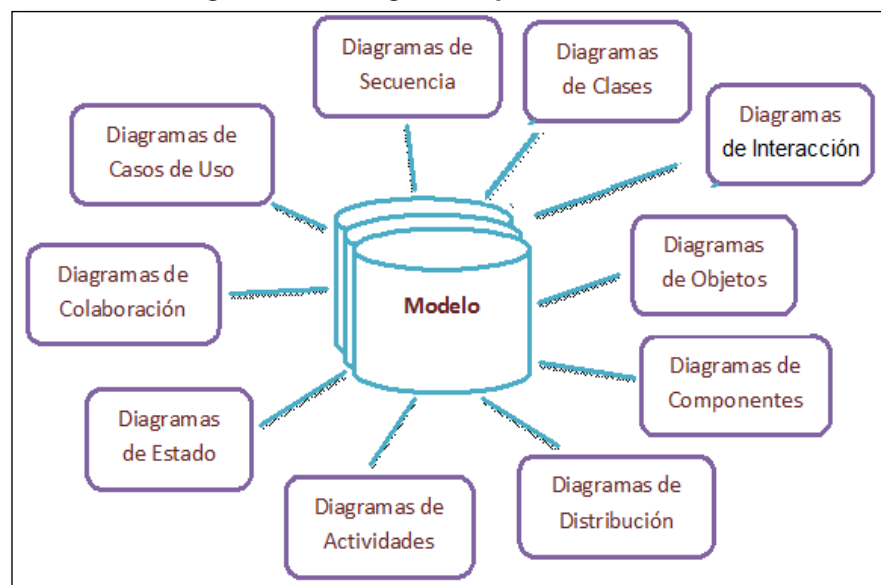 Diagramas de
Secuencia
Diagramas
de Clases
Diagramas
de Interacción
Diagramas de
Casos de Uso
Diagramas
de Objetos
Diagramas de
Colaboración
Modelo
Diagramas de
Componentes
Diagramas
de Estado
Diagramas de
Distribución
Diagramas de
Actividades